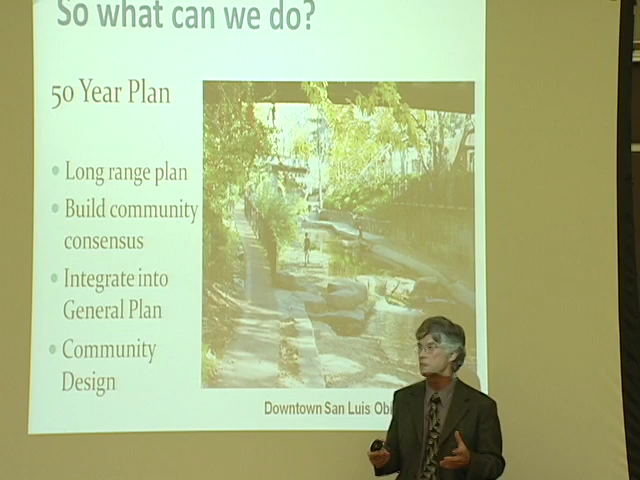 So what can we do?
50 Year Plan
• Long range plan
• Build community
consensus
• Integrate into
General Plan
• Community
Design
Downtown San Luis